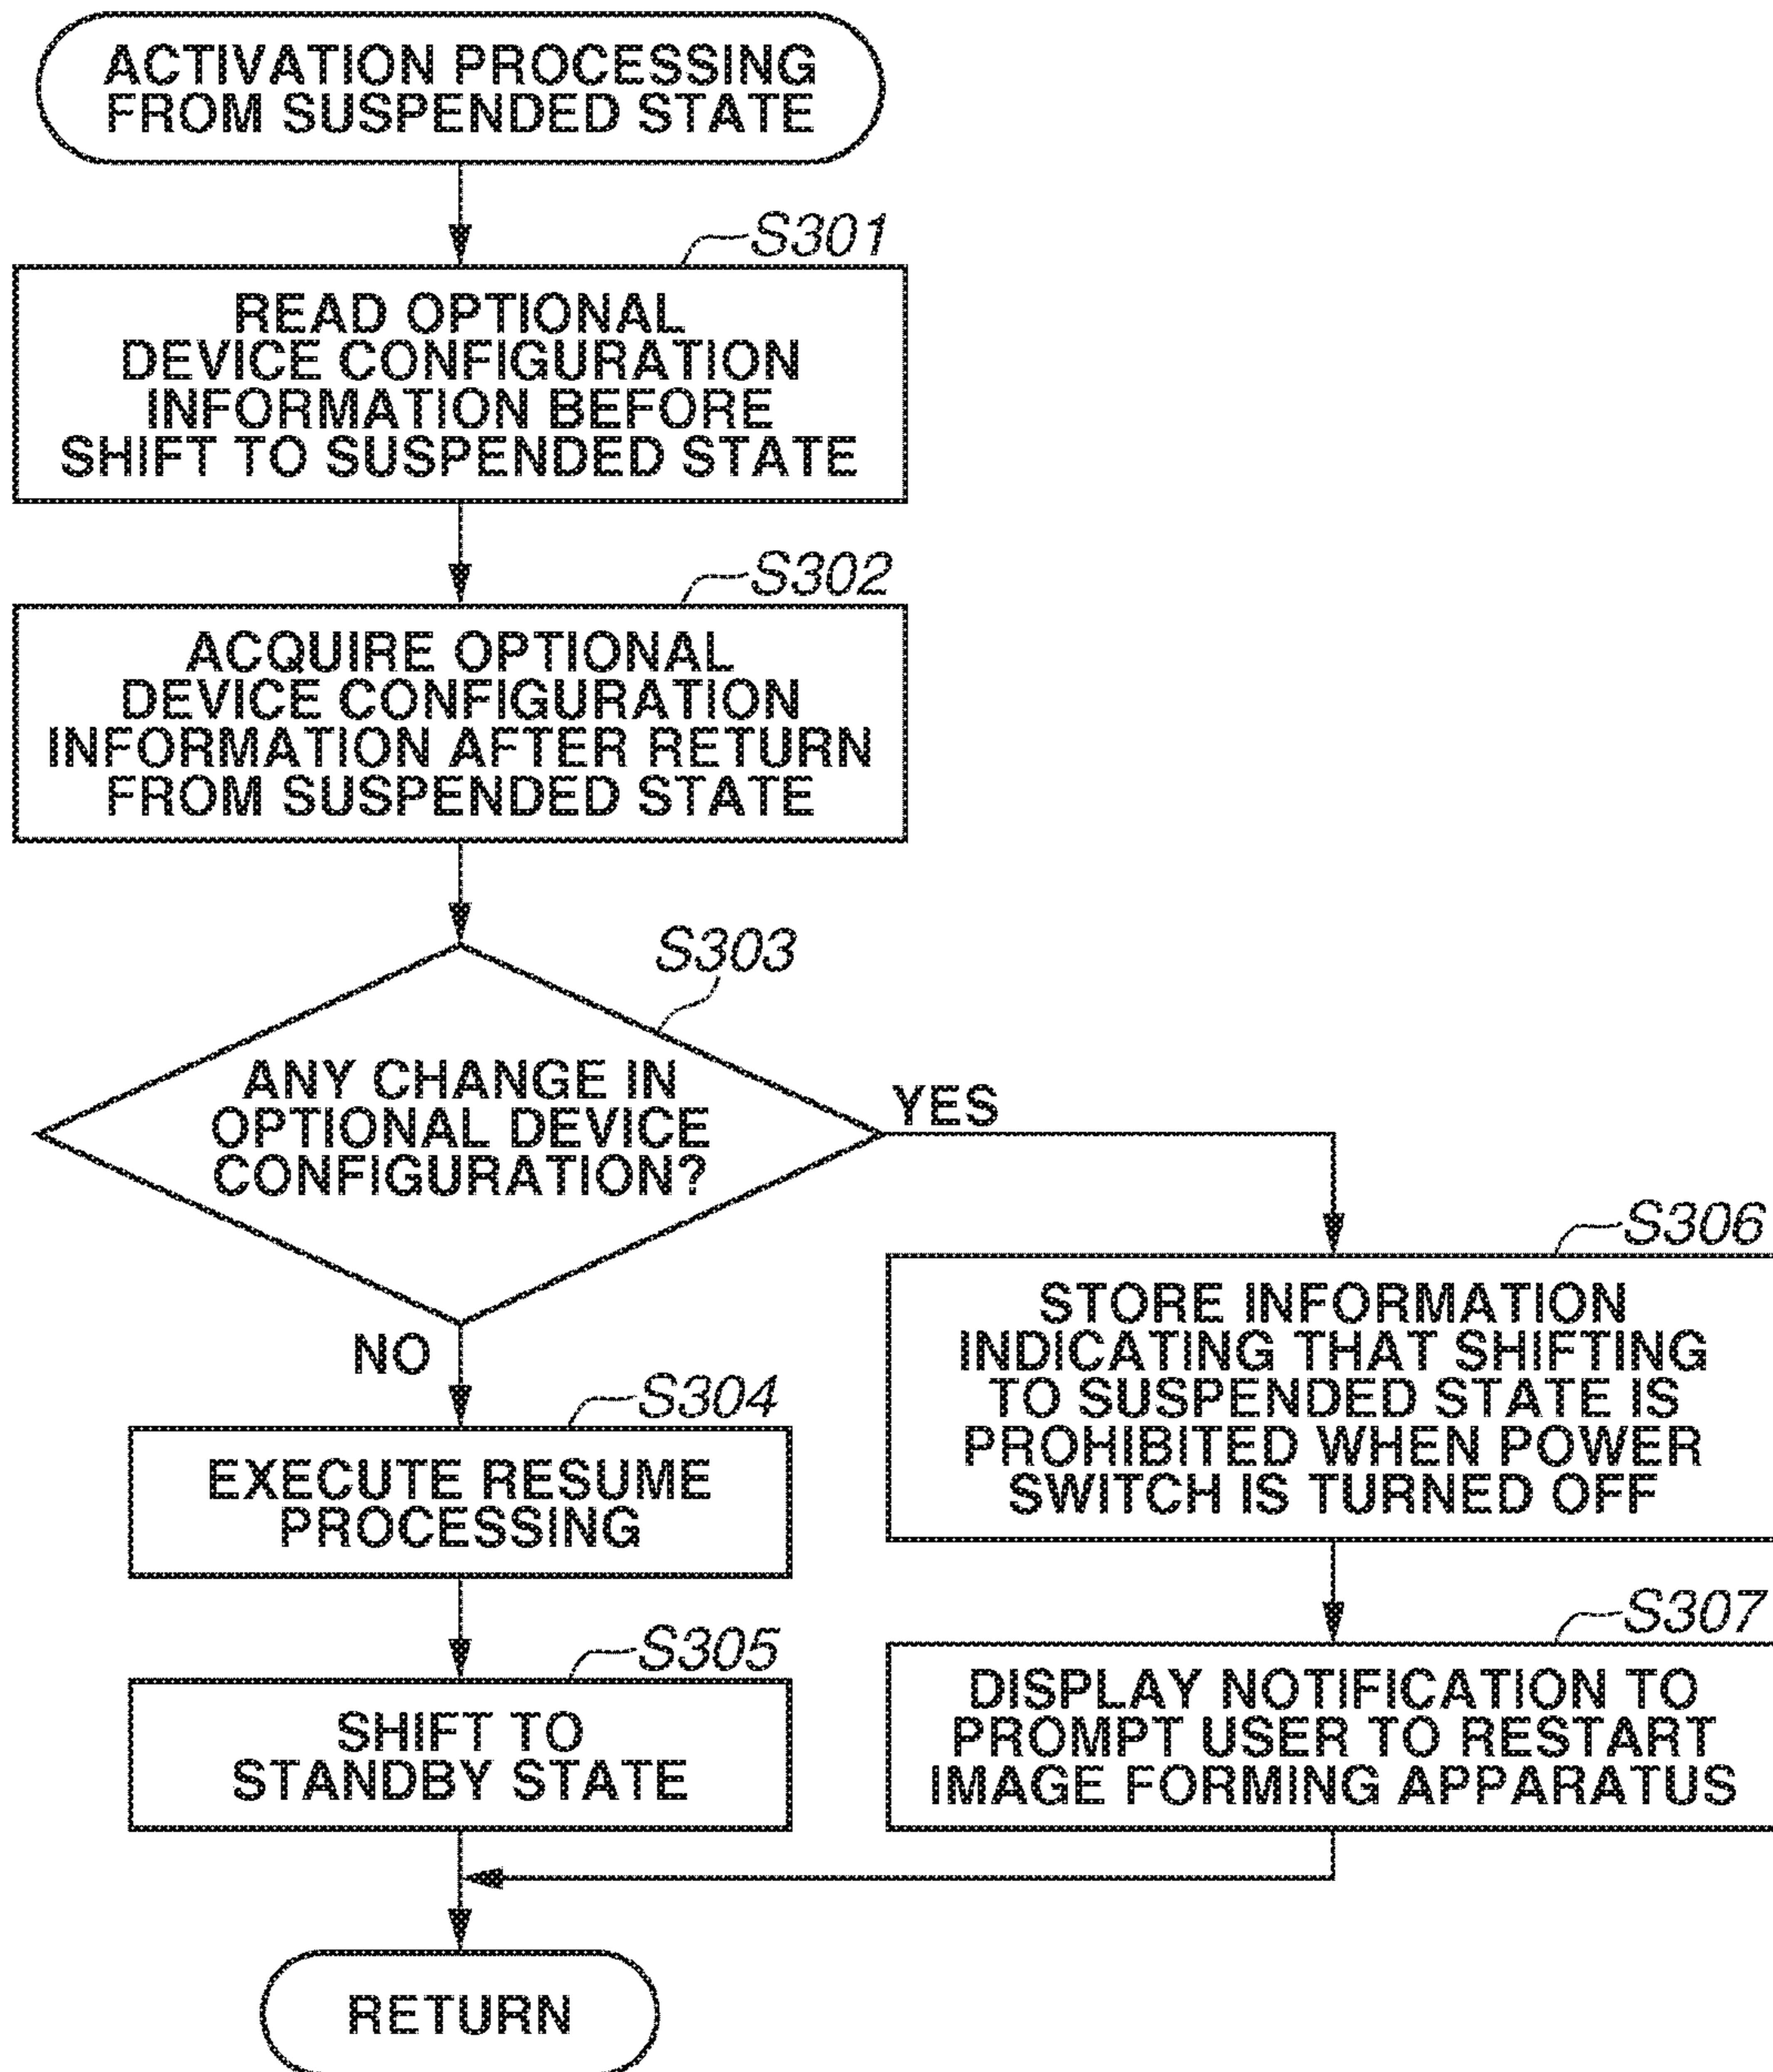 ACTIVATION PROCESSING
FROM SUSPENDED STATE
S301
READ OPTIONAL
DEVICE CONFIGURATION
INFORMATION BEFORE
SHIFT TO SUSPENDED STATE
S302
ACQUIRE OPTIONAL
DEVICE CONFIGURATION
INFORMATION AFTER RETURN
FROM SUSPENDED STATE
S303
ANY CHANGE IN
OPTIONAL DEVICE
CONFIGURATION?
YES
NO
S304
EXECUTE RESUME
PROCESSING
S305
SHIFT TO
STANDBY STATE
S306
STORE INFORMATION
INDICATING THAT SHIFTING
TO SUSPENDED STATE IS
PROHIBITED WHEN POWER
SWITCH IS TURNED OFF
S307
DISPLAY NOTIFICATION TO
PROMPT USER TO RESTART
IMAGE FORMING APPARATUS
RETURN